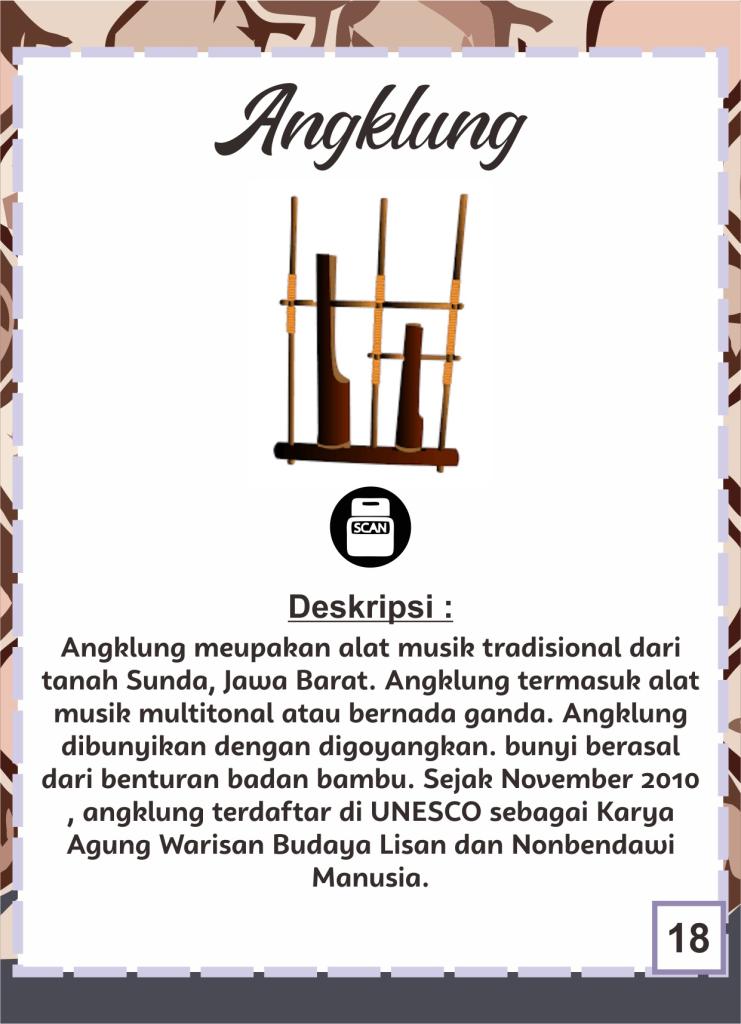 Angklung
SCAN
Deskripsi :
Angklung meupakan alat musik tradisional dari
tanah Sunda, Jawa Barat. Angklung termasuk alat
musik multitonal atau bernada ganda. Angklung
dibunyikan dengan digoyangkan. bunyi berasal
dari benturan badan bambu. Sejak November 2010
, angklung terdaftar di UNESCO sebagai Karya
Agung Warisan Budaya Lisan dan Nonbendawi
Manusia.
18